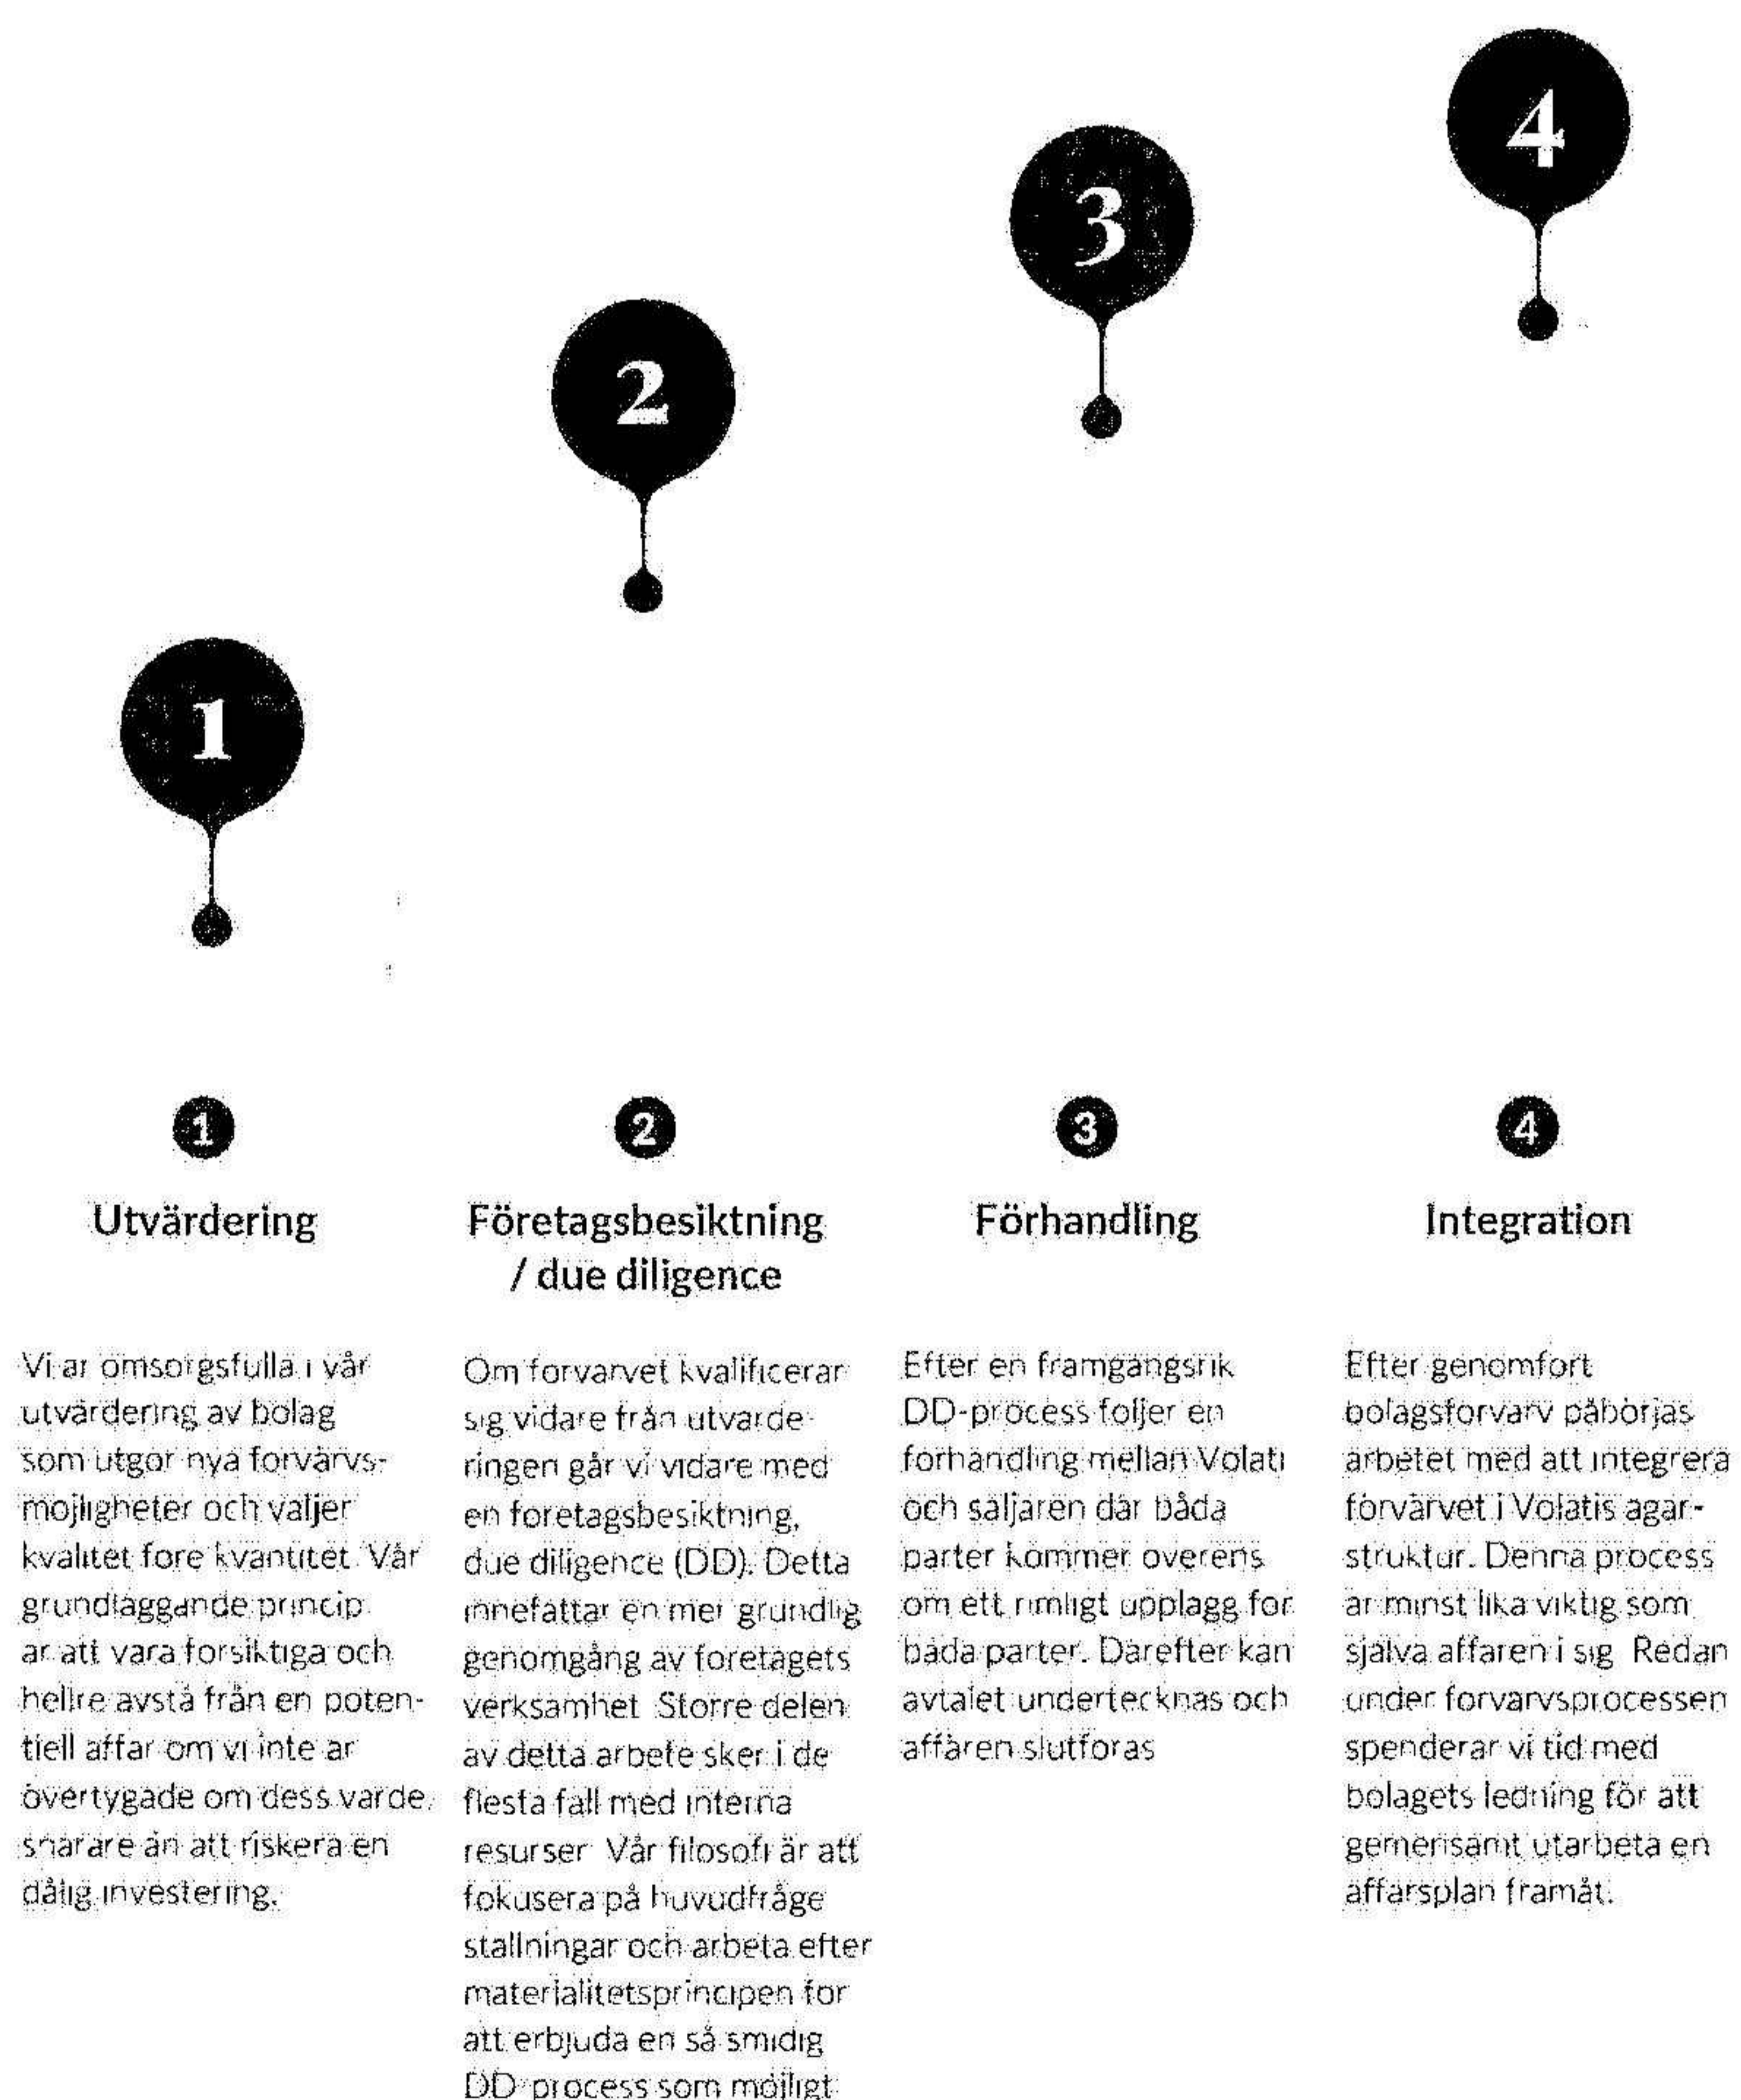 4
3
2
1
1
Utvärdering
Vi är omsorgsfulla i vår
utvärdering av bolag
som utgör nya förvärvs-
möjligheter och väljer
kvalitet före kvantitet. Vår
grundläggande princip
är att vara försiktiga och
hellre avstå från en poten-
tiell affär om vi inte är
övertygade om dess värde,
snarare än att riskera en
dålig investering.
2
Företagsbesiktning
/ due diligence
Om förvärvet kvalificerar
sig vidare från utvärde-
ringen går vi vidare med
en företagsbesiktning,
due diligence (DD). Detta
innefattar en mer grundlig
genomgång av företagets
verksamhet. Större delen
av detta arbete sker i de
flesta fall med interna
resurser. Vår filosofi är att
fokusera på huvudfråge
ställningar och arbeta efter
materialitetsprincipen för
att erbjuda en så smidig
DD-process som möjligt
3
Förhandling
Efter en framgångsrik
DD-process följer en
förhandling mellan Volati
och säljaren där båda
parter kommer överens
om ett rimligt upplägg för
båda parter. Därefter kan
avtalet undertecknas och
affären slutföras
4
Integration
Efter genomfört
bolagsförvärv påbörjas
arbetet med att integrera
förvärvet i Volatis ägar-
struktur. Denna process
är minst lika viktig som
själva affären i sig. Redan
under förvärvsprocessen
spenderar vi tid med
bolagets ledning för att
gemensamt utarbeta en
affärsplan framåt.